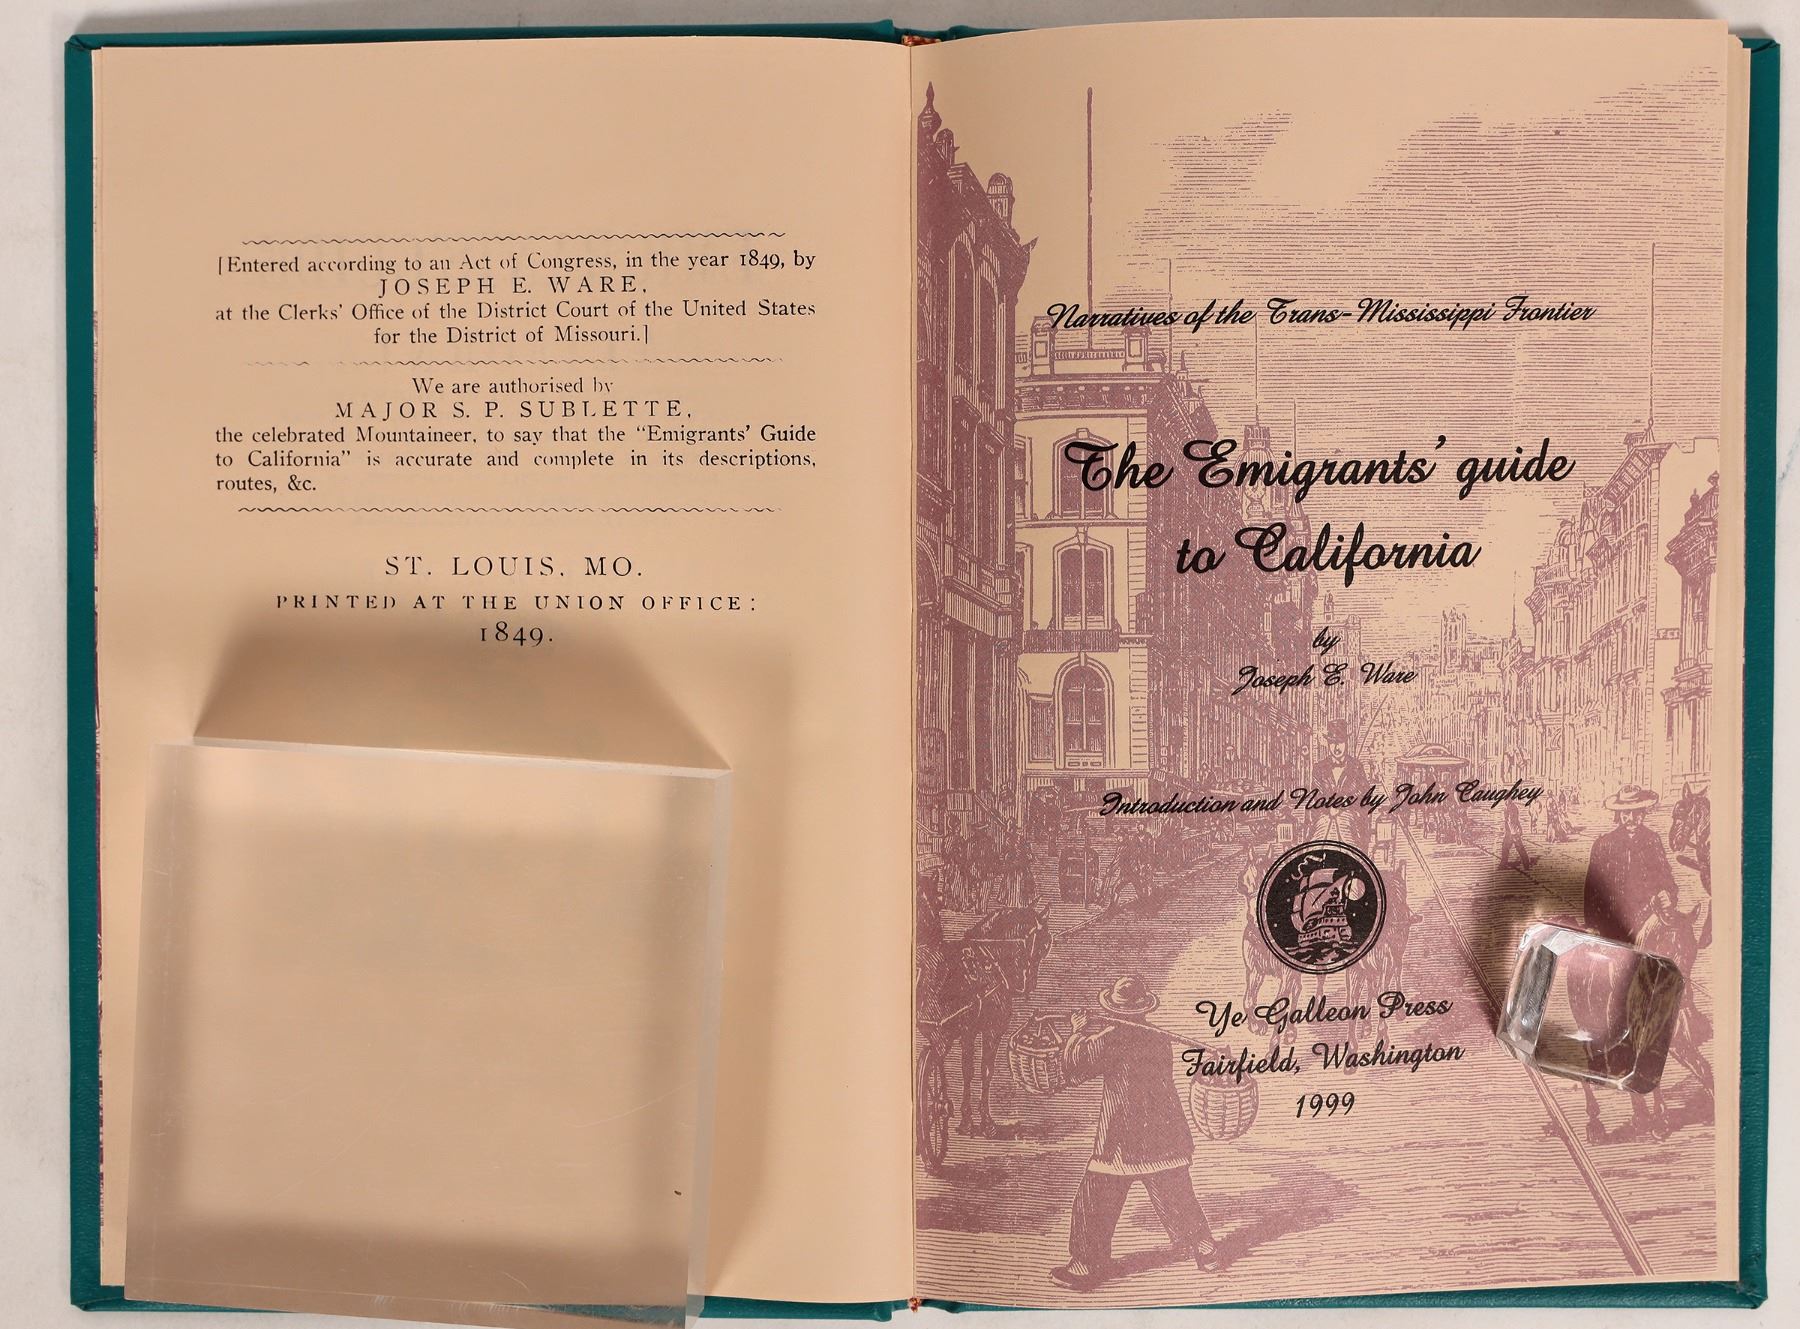 [Entered according to an Act of Congress, in the year 1849, by
JOSEPH E. WARE,
at the Clerks' Office of the District Court of the United States
for the District of Missouri.]
We are authorised by
MAJOR S. P. SUBLETTE,
the celebrated Mountaineer, to say that the "Emigrants' Guide
to California" is accurate and complete in its descriptions,
routes, &c.
ST. LOUIS, MO.
PRINTED AT THE UNION OFFICE:
1849.
Narratives of the Trans-Mississippi Frontier
The Emigrants' guide
to California
by
Joseph E. Ware
Introduction and Notes by John Caughey
Ye Galleon Press
Fairfield, Washington
1999